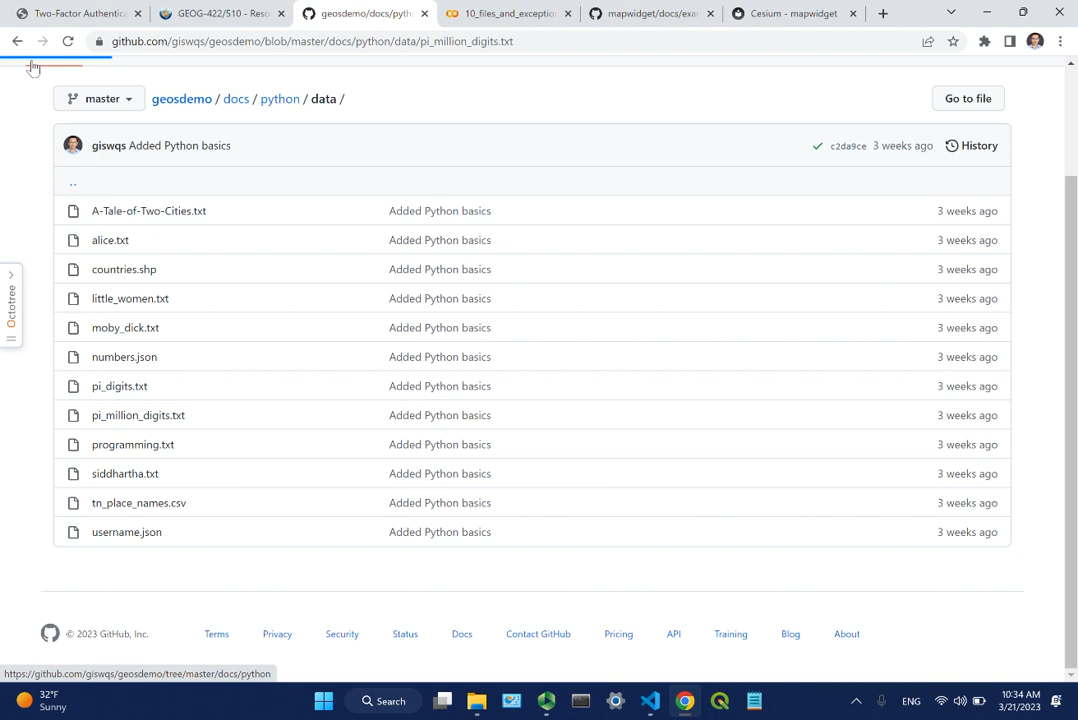 Two-Factor Authentica
GEOG-422/510 - Reso
geosdemo/docs/pytho
10_files_and_exception
mapwidget/docs/exa
Cesium - mapwidget
github.com/giswqs/geosdemo/blob/master/docs/python/data/pi_million_digits.txt
master
geosdemo / docs / python / data /
Go to file
giswqs Added Python basics
c2da9ce 3 weeks ago
History
..
A-Tale-of-Two-Cities.txt Added Python basics 3 weeks ago
alice.txt Added Python basics 3 weeks ago
countries.shp Added Python basics 3 weeks ago
little_women.txt Added Python basics 3 weeks ago
moby_dick.txt Added Python basics 3 weeks ago
numbers.json Added Python basics 3 weeks ago
pi_digits.txt Added Python basics 3 weeks ago
pi_million_digits.txt Added Python basics 3 weeks ago
programming.txt Added Python basics 3 weeks ago
siddhartha.txt Added Python basics 3 weeks ago
tn_place_names.csv Added Python basics 3 weeks ago
username.json Added Python basics 3 weeks ago
Octotree
© 2023 GitHub, Inc. Terms Privacy Security Status Docs Contact GitHub Pricing API Training Blog About
https://github.com/giswqs/geosdemo/tree/master/docs/python
32°F
Sunny
Search
ENG
10:34 AM
3/21/2023